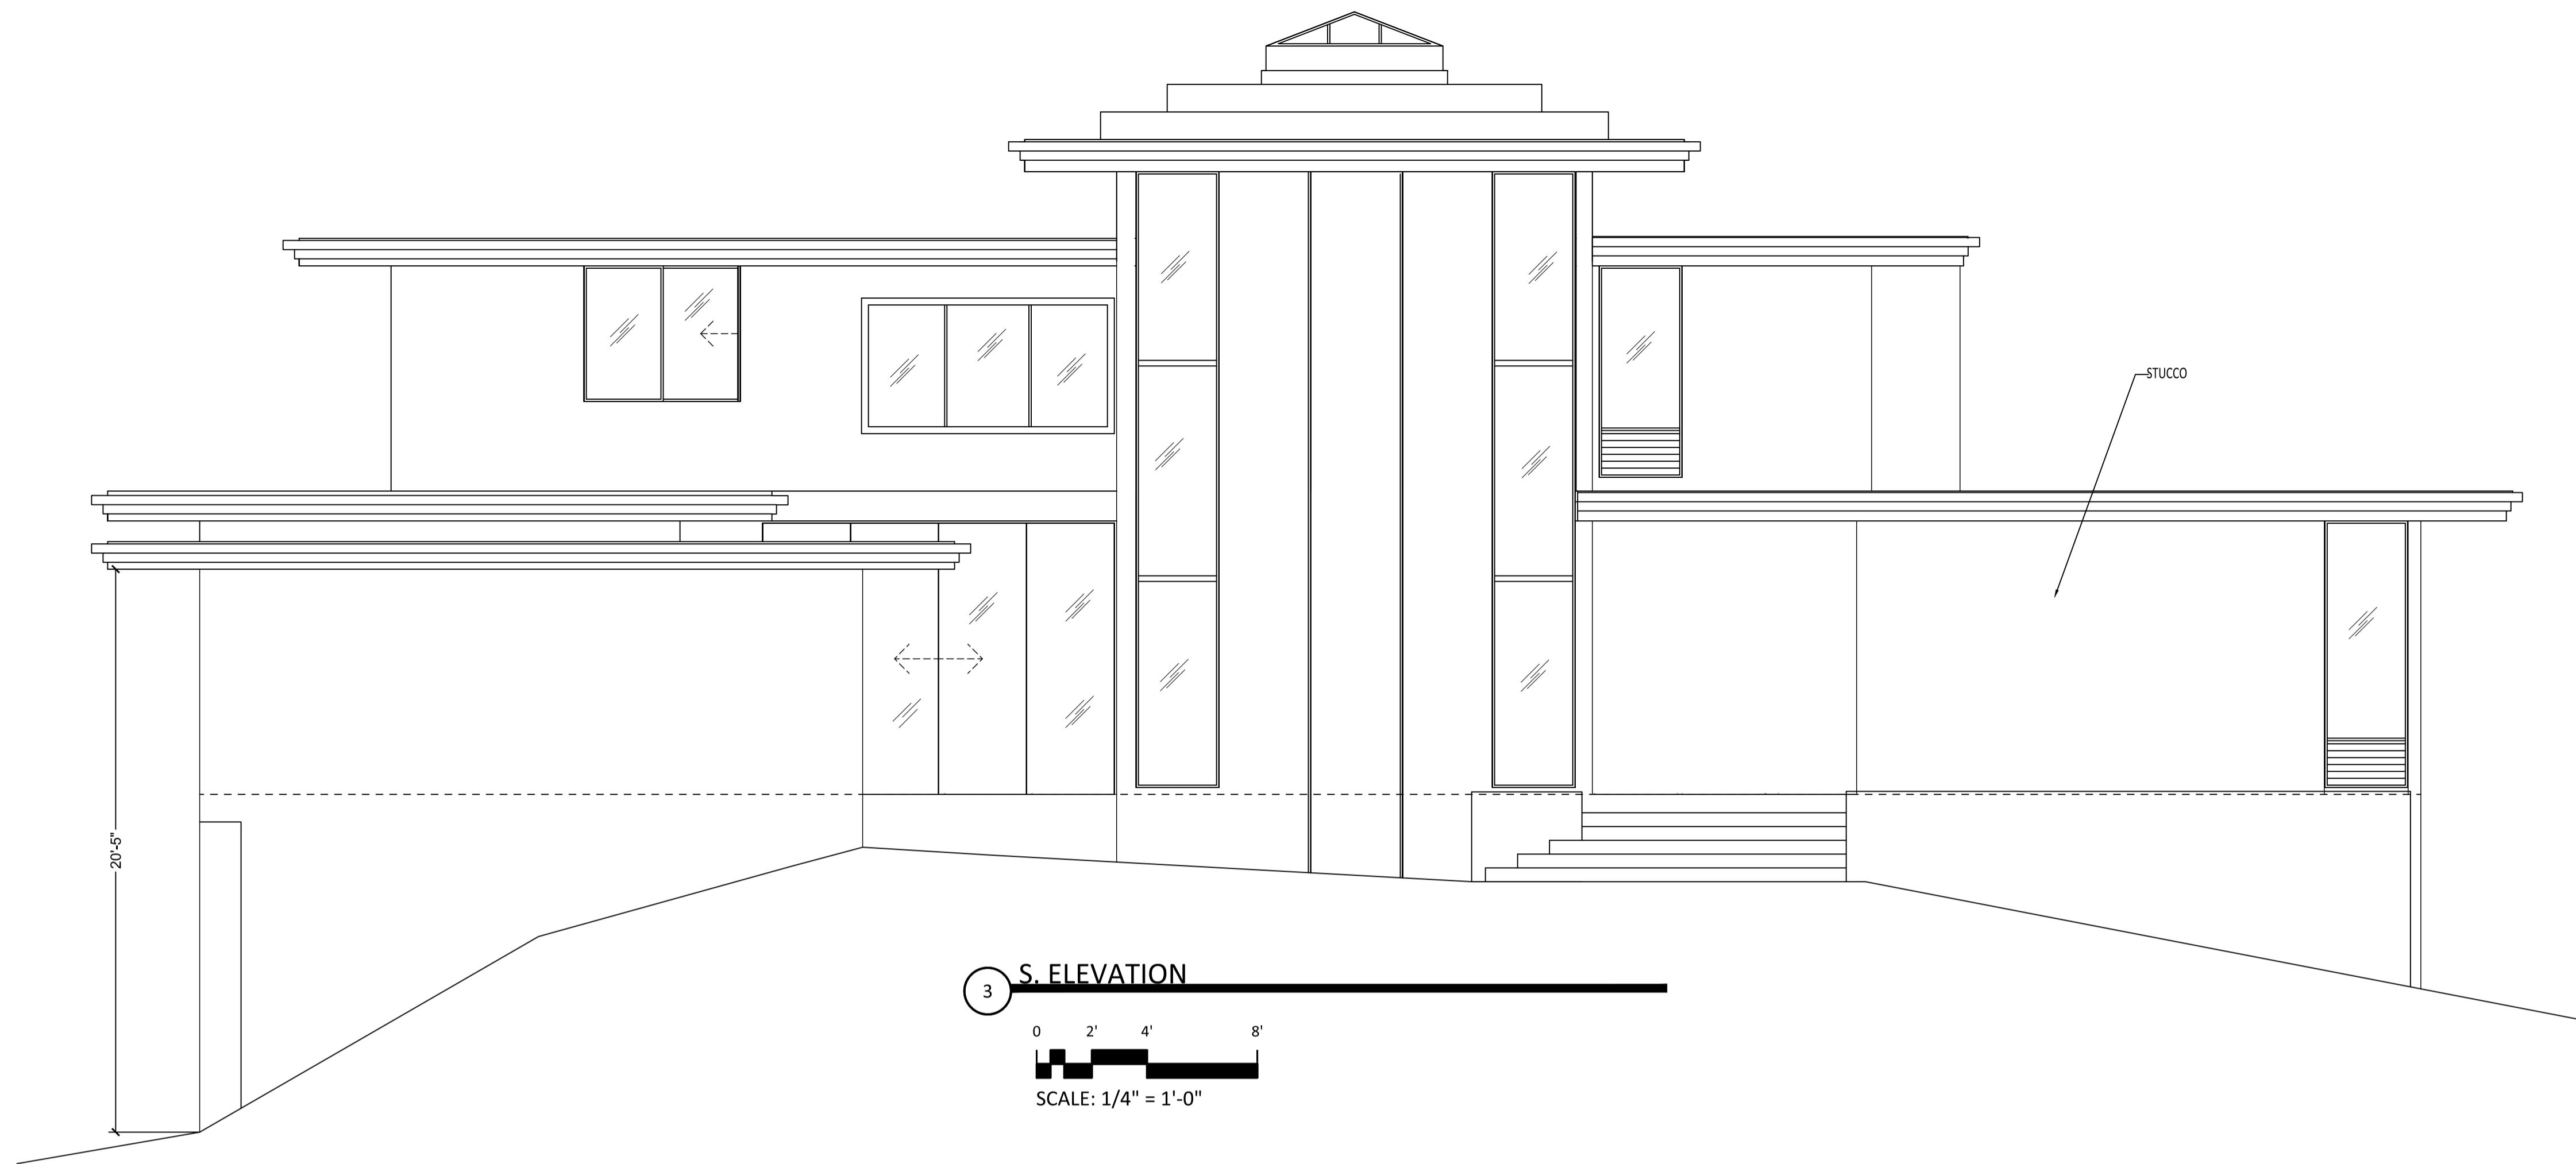 STUCCO
20'-5"
S. ELEVATION
3
0 2' 4' 8'
SCALE: 1/4" = 1'-0"